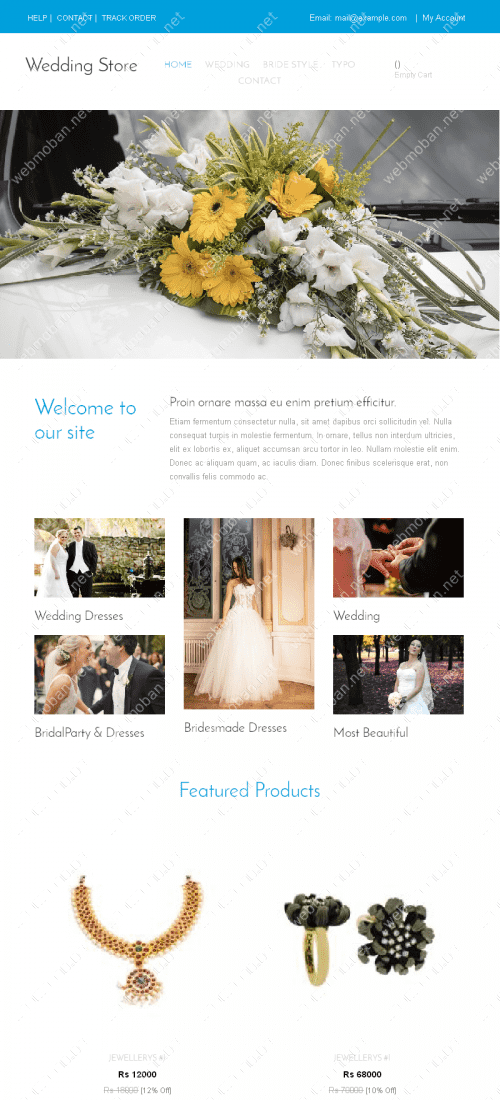 HELP | CONTACT | TRACK ORDER
Email: mail@example.com | My Account
Wedding Store
HOME WEDDING BRIDE STYLE TYPO
CONTACT
()
Empty Cart
Welcome to
our site
Proin ornare massa eu enim pretium efficitur.
Etiam fermentum consectetur nulla, sit amet dapibus orci sollicitudin vel. Nulla
consequat turpis in molestie fermentum. In ornare, tellus non interdum ultricies,
elit ex lobortis ex, aliquet accumsan arcu tortor in leo. Nullam molestie elit enim.
Donec ac aliquam quam, ac iaculis diam. Donec finibus scelerisque erat, non
convallis felis commodo ac.
Wedding Dresses
BridalParty & Dresses
Bridesmade Dresses
Wedding
Most Beautiful
Featured Products
JEWELLERYS #1
Rs 12000
Rs 18000 (12% Off)
JEWELLERYS #1
Rs 68000
Rs 70000 (10% Off)
webmoban.net